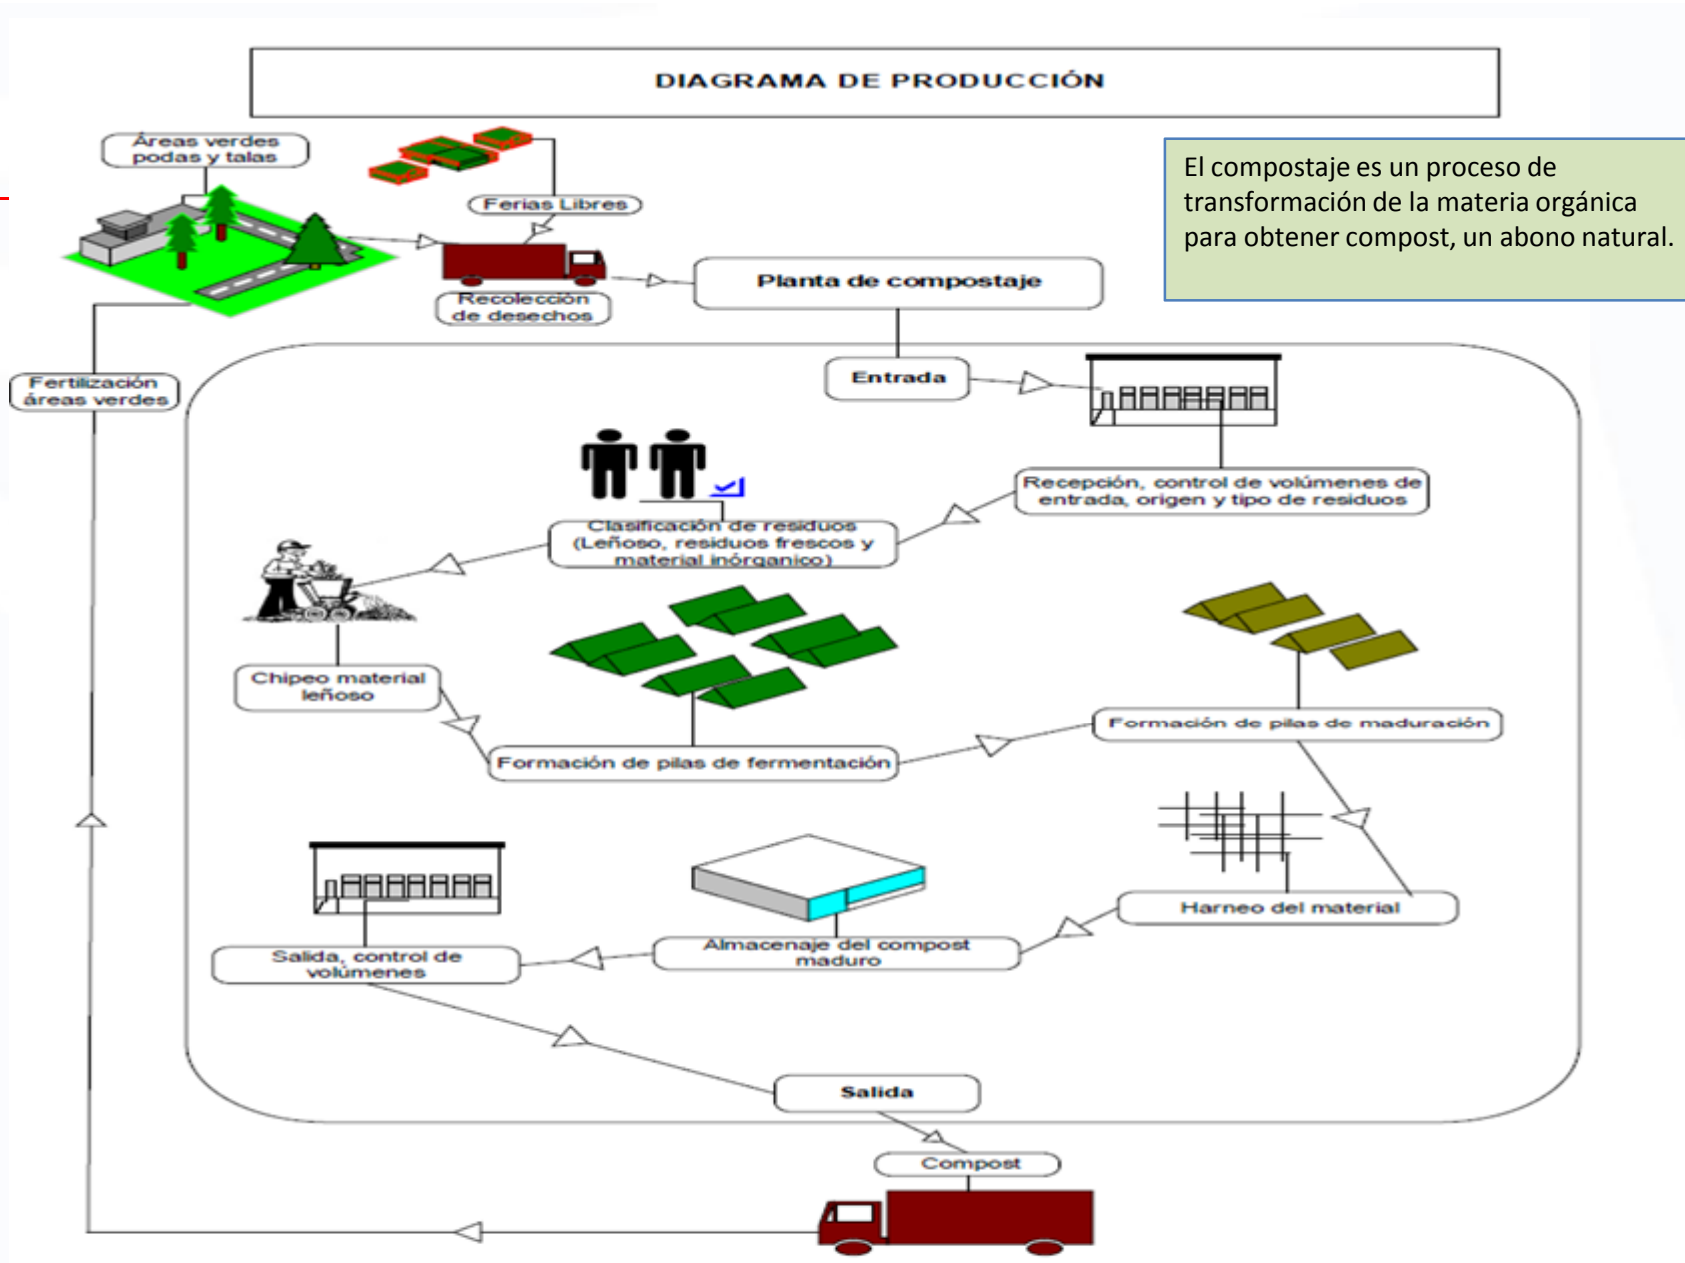 DIAGRAMA DE PRODUCCIÓN
Áreas verdes
podas y talas
El compostaje es un proceso de
transformación de la materia orgánica
para obtener compost, un abono natural.
Ferias Libres
Planta de compostaje
Recolección
de desechos
Entrada
Fertilización
áreas verdes
Recepción, control de volúmenes de
entrada, origen y tipo de residuos
Clasificación de residuos
(Leñoso, residuos frescos y
material inórganico)
Chipeo material
leñoso
Formación de pilas de maduración
Formación de pilas de fermentación
Harneo del material
Almacenaje del compost
maduro
Salida, control de
volúmenes
Salida
Compost